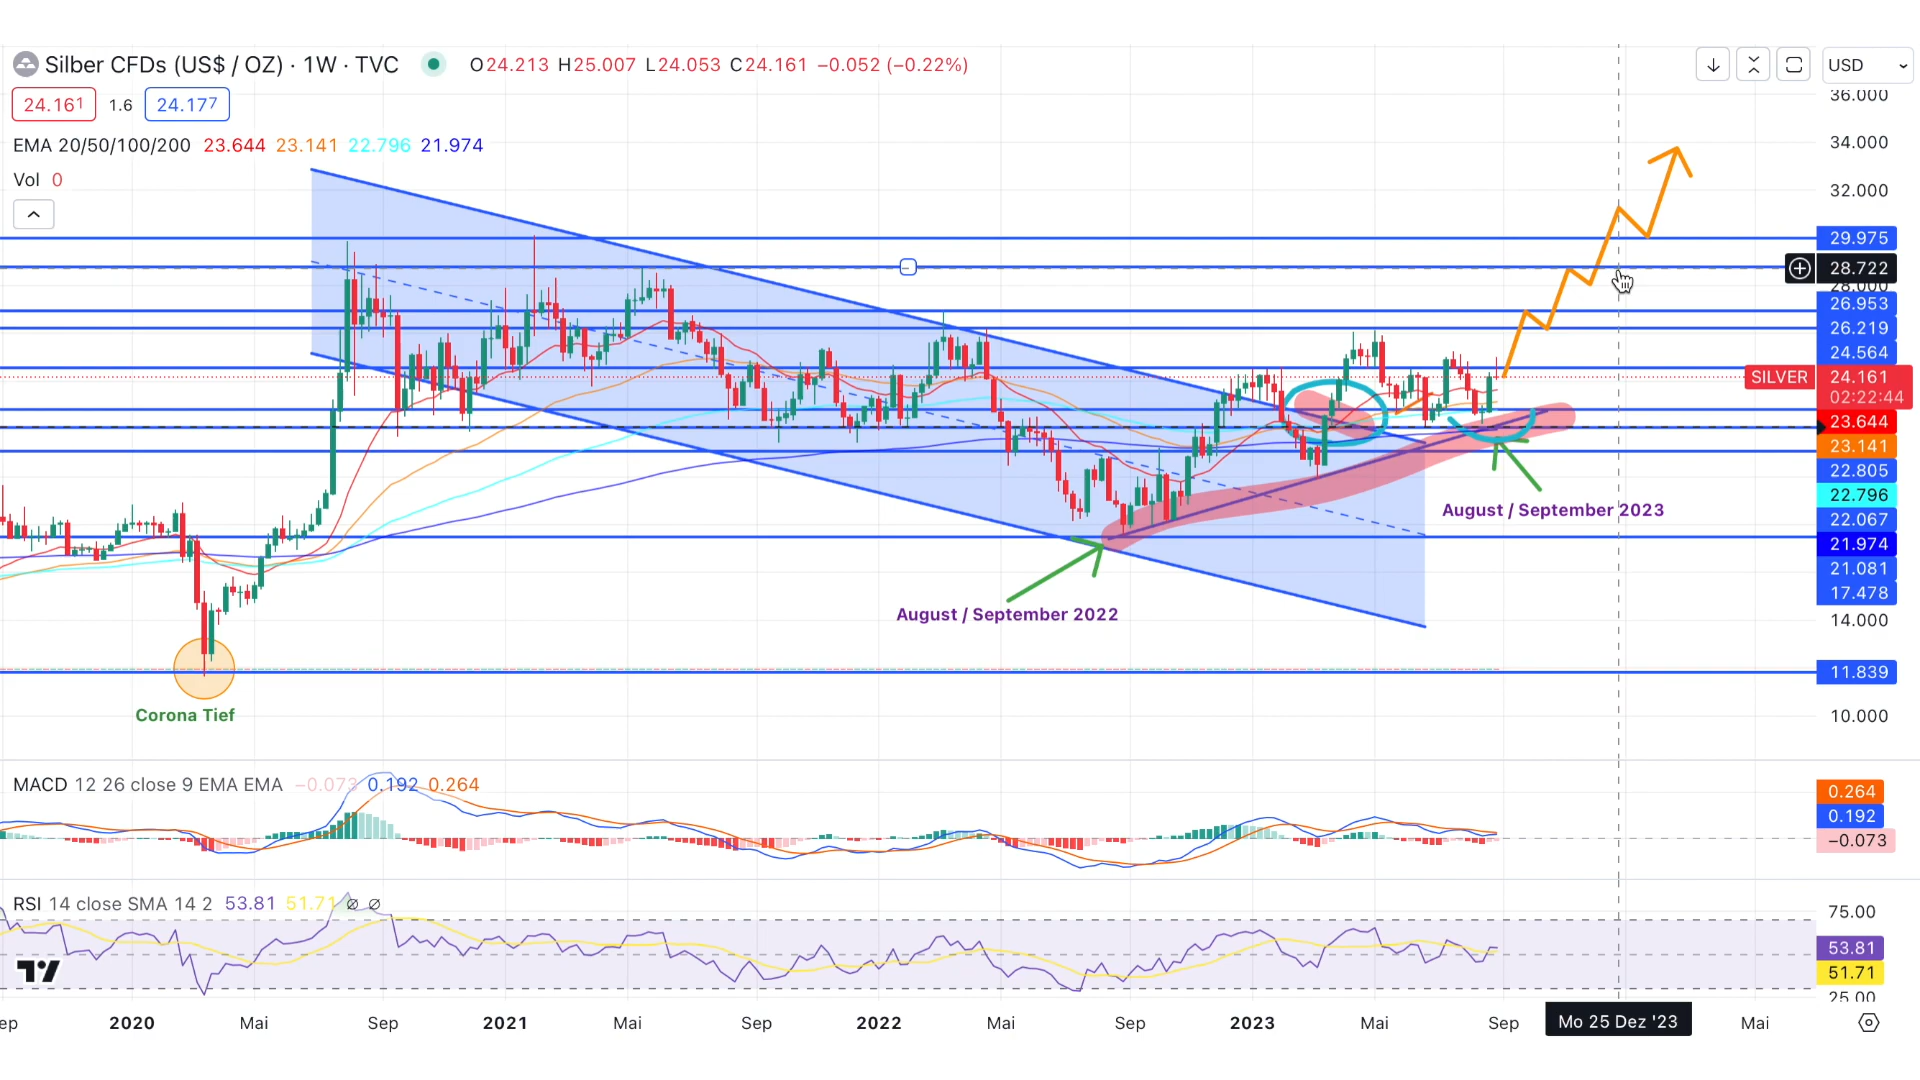 Silber CFDs (US$ / OZ) · 1W · TVC O24.213 H25.007 L24.053 C24.161 −0.052 (−0.22%)
USD
24.161 1.6 24.177
EMA 20/50/100/200 23.644 23.141 22.796 21.974
Vol 0
36.000
34.000
32.000
29.975
28.722
28.000
26.953
26.219
24.564
SILVER 24.161
02:22:44
23.644
23.141
22.805
22.796
22.067
21.974
21.081
17.478
14.000
11.839
10.000
August / September 2023
August / September 2022
Corona Tief
MACD 12 26 close 9 EMA EMA −0.073 0.192 0.264
0.264
0.192
−0.073
RSI 14 close SMA 14 2 53.81 51.71 ∅ ∅
75.00
53.81
51.71
25.00
ep 2020 Mai Sep 2021 Mai Sep 2022 Mai Sep 2023 Mai Sep Mo 25 Dez '23 Mai